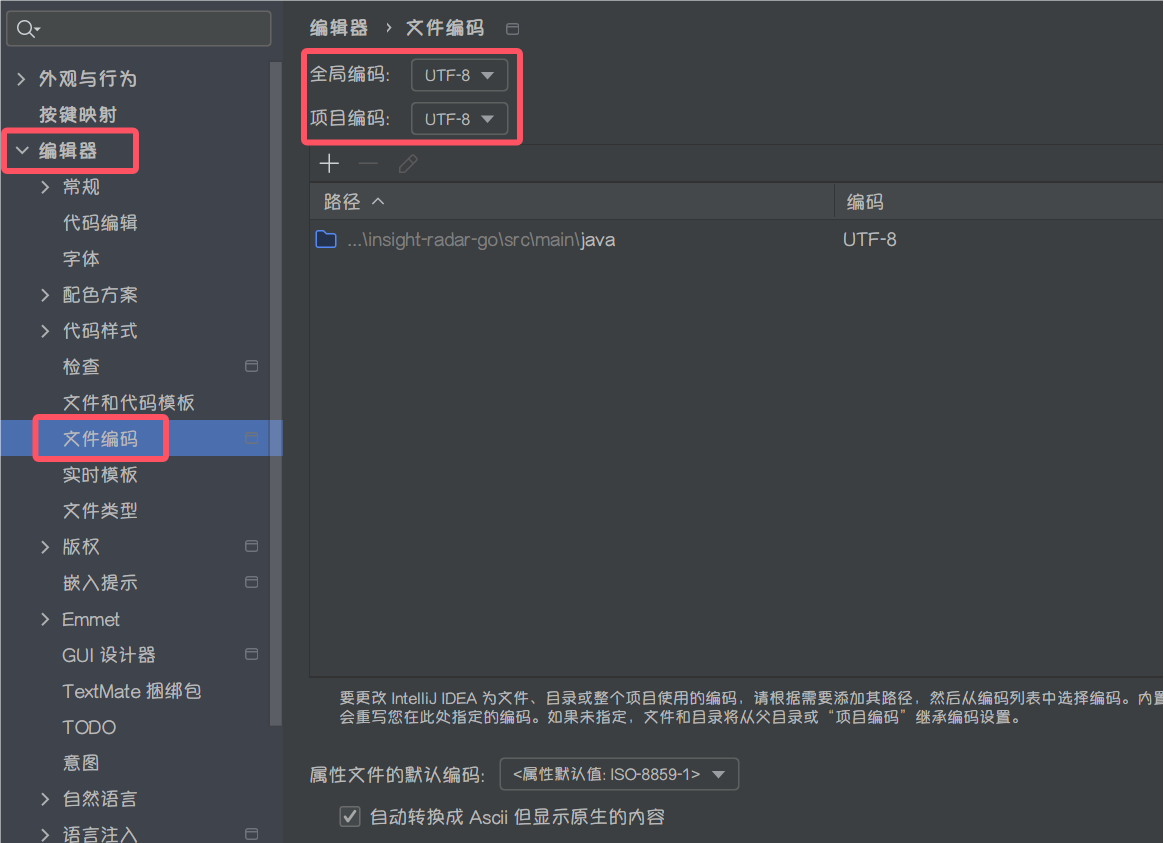 外观与行为
按键映射
编辑器
常规
代码编辑
字体
配色方案
代码样式
检查
文件和代码模板
文件编码
实时模板
文件类型
版权
嵌入提示
Emmet
GUI 设计器
TextMate 捆绑包
TODO
意图
自然语言
语言注入
编辑器 › 文件编码
全局编码: UTF-8
项目编码: UTF-8
路径 编码
...\insight-radar-go\src\main\java UTF-8
要更改 IntelliJ IDEA 为文件、目录或整个项目使用的编码，请根据需要添加其路径，然后从编码列表中选择编码。内置
会重写您在此处指定的编码。如果未指定，文件和目录将从父目录或“项目编码”继承编码设置。
属性文件的默认编码: <属性默认值: ISO-8859-1>
自动转换成 Ascii 但显示原生的内容